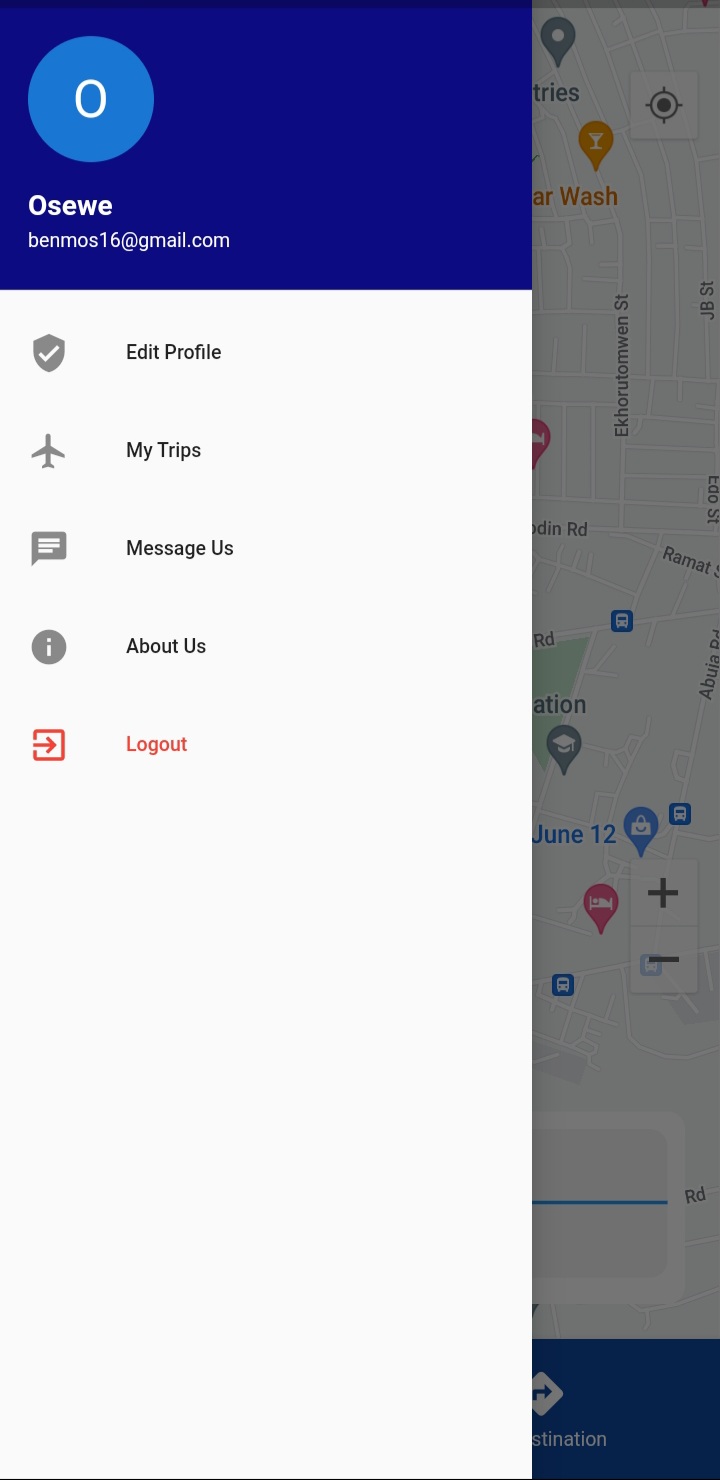 O
Osewe
benmos16@gmail.com
Edit Profile
My Trips
Message Us
About Us
Logout
tries
ar Wash
JB St
Ekhorutomwen St
Edo St
odin Rd
Ramat S
Rd
Abuja Rd
ation
June 12
Rd
stination